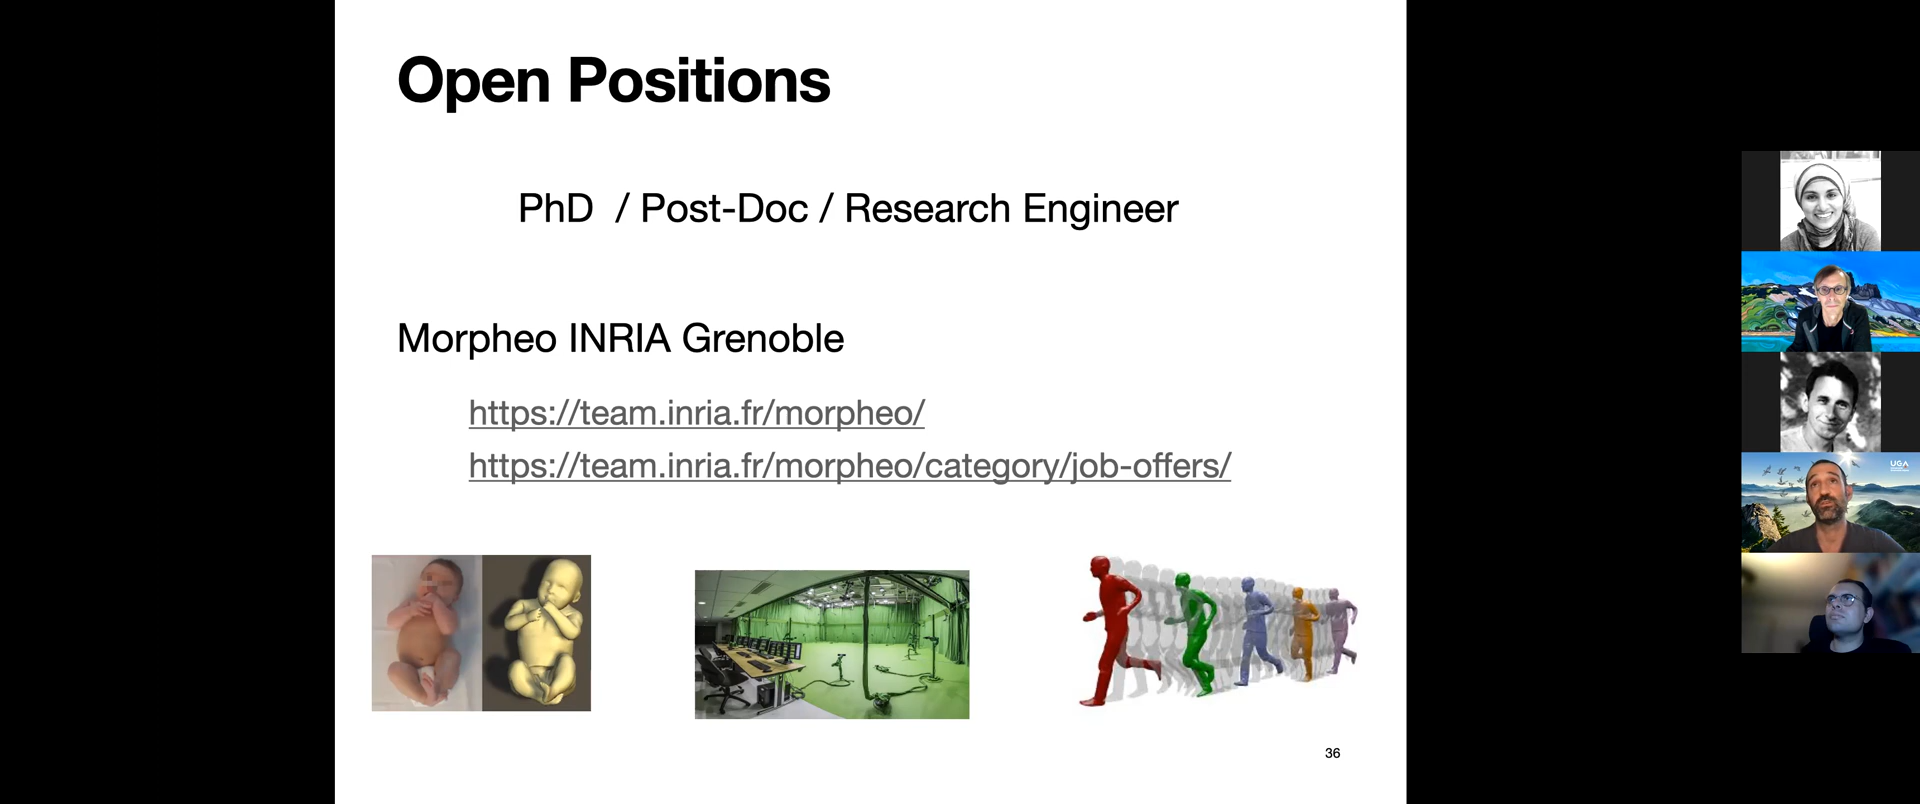 Open Positions
PhD / Post-Doc / Research Engineer
Morpheo INRIA Grenoble
https://team.inria.fr/morpheo/
https://team.inria.fr/morpheo/category/job-offers/
36
UGA